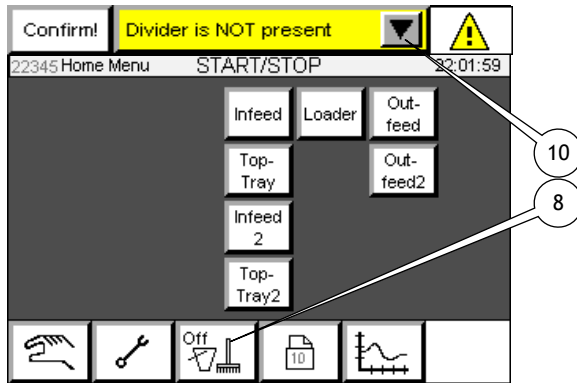 Confirm!
Divider is NOT present
22345 Home Menu
START/STOP
22:01:59
Infeed
Loader
Out-
feed
10
Top-
Tray
Out-
feed2
8
Infeed
2
Top-
Tray2
Off
10